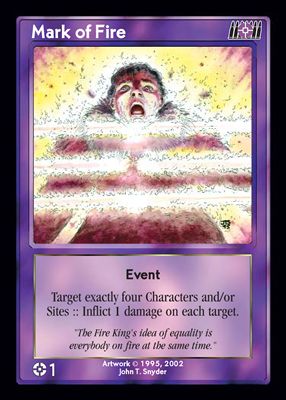 Mark of Fire
Event
Target exactly four Characters and/or
Sites :: Inflict 1 damage on each target.
"The Fire King's idea of equality is
everybody on fire at the same time."
Artwork © 1995, 2002
John T. Snyder
1